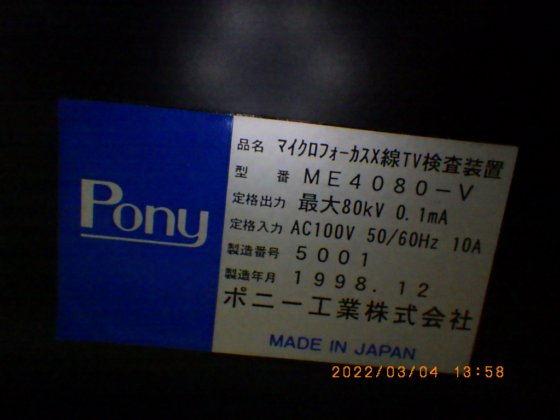 Pony
品名 マイクロフォーカスX線TV検査装置
型番 ME4080-V
定格出力 最大80kV 0.1mA
定格入力 AC100V 50/60Hz 10A
製造番号 5001
製造年月 1998.12
ポニー工業株式会社
MADE IN JAPAN
2022/03/04 13:58